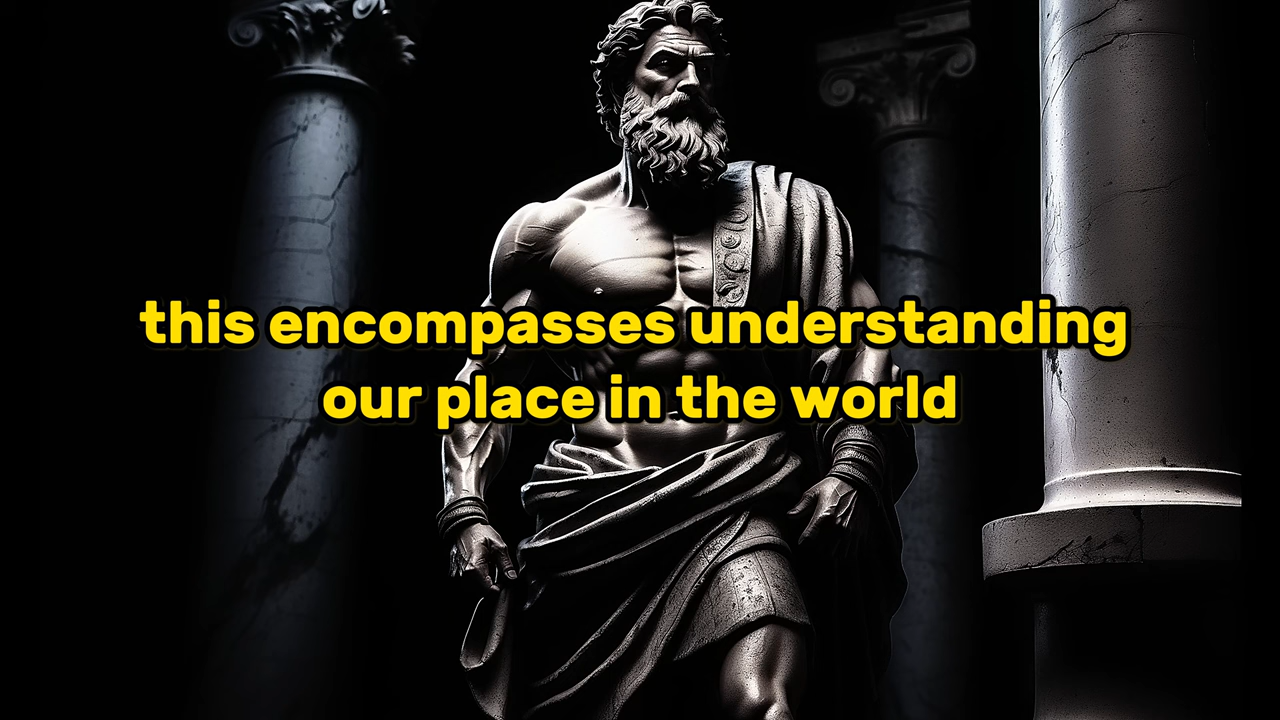 this encompasses understanding
our place in the world